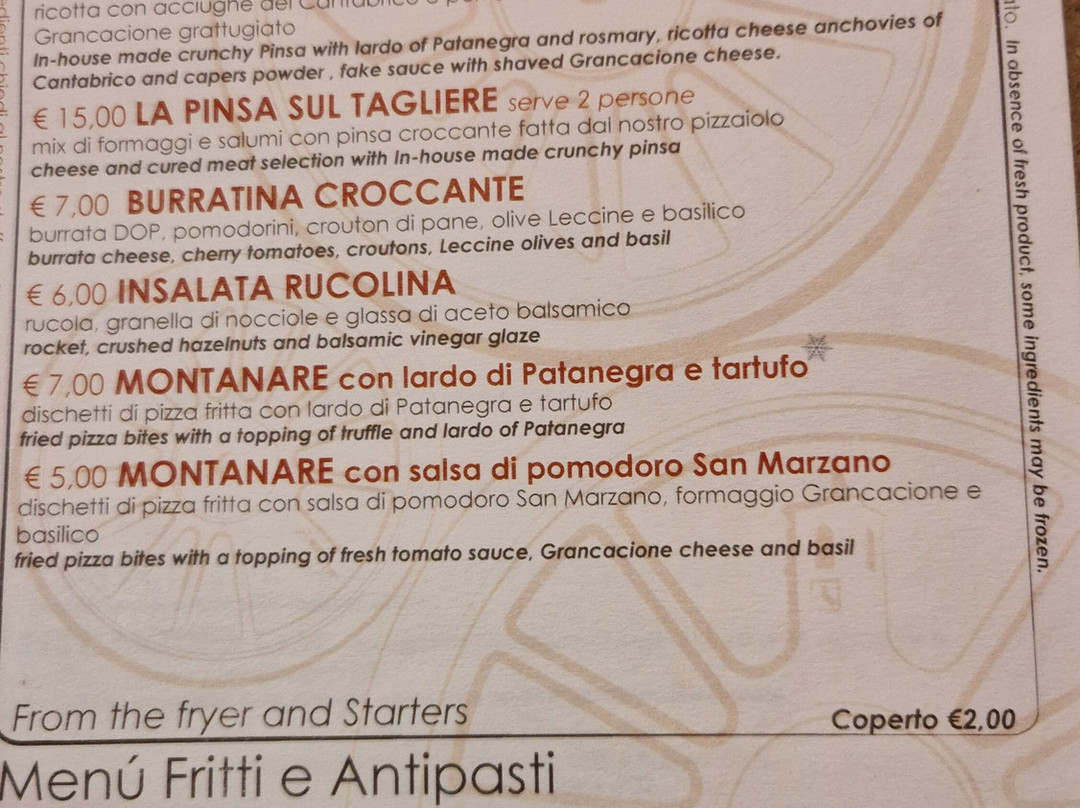 ricotta con acciughe del Cantabrico e
Grancacione grattugiato
In-house made crunchy Pinsa with lardo of Patanegra and rosmary, ricotta cheese anchovies of
Cantabrico and capers powder , fake sauce with shaved Grancacione cheese.
€ 15,00 LA PINSA SUL TAGLIERE serve 2 persone
mix di formaggi e salumi con pinsa croccante fatta dal nostro pizzaiolo
cheese and cured meat selection with In-house made crunchy pinsa
€ 7,00 BURRATINA CROCCANTE
burrata DOP, pomodorini, crouton di pane, olive Leccine e basilico
burrata cheese, cherry tomatoes, croutons, Leccine olives and basil
€ 6,00 INSALATA RUCOLINA
rucola, granella di nocciole e glassa di aceto balsamico
rocket, crushed hazelnuts and balsamic vinegar glaze
€ 7,00 MONTANARE con lardo di Patanegra e tartufo
dischetti di pizza fritta con lardo di Patanegra e tartufo
fried pizza bites with a topping of truffle and lardo of Patanegra
€ 5,00 MONTANARE con salsa di pomodoro San Marzano
dischetti di pizza fritta con salsa di pomodoro San Marzano, formaggio Grancacione e
basilico
fried pizza bites with a topping of fresh tomato sauce, Grancacione cheese and basil
From the fryer and Starters
Coperto €2,00
Menú Fritti e Antipasti
In absence of fresh product, some ingredients may be frozen.